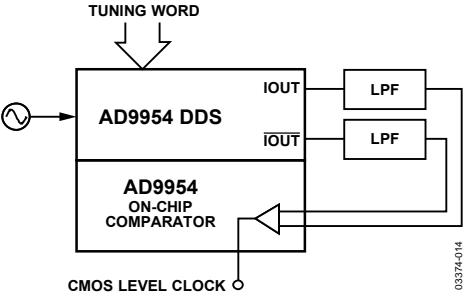 TUNING WORD
AD9954 DDS
IOUT
LPF
IOUT
LPF
AD9954
ON-CHIP
COMPARATOR
CMOS LEVEL CLOCK
03374-014